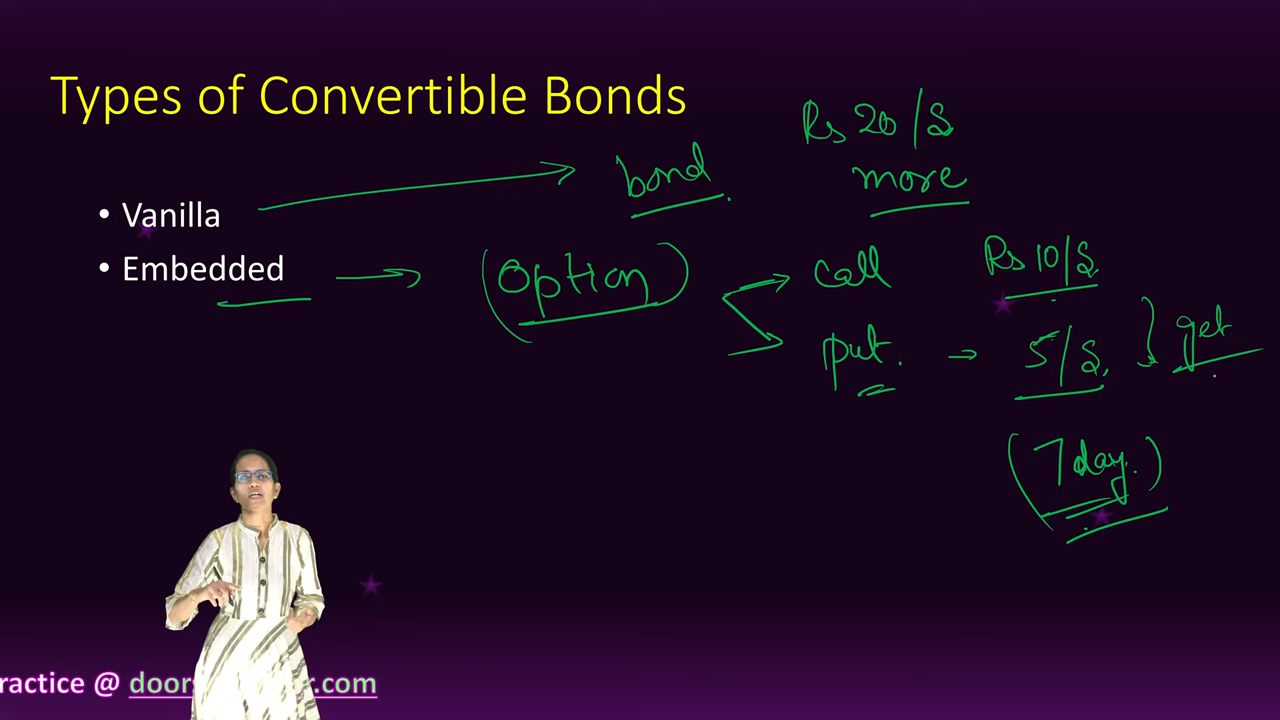 Types of Convertible Bonds
Rs 20/S
more
bond
• Vanilla
• Embedded
(option)
call
Rs 10/S
put. → 5/S. } get
(7 day.)
ractice @ doors r.com